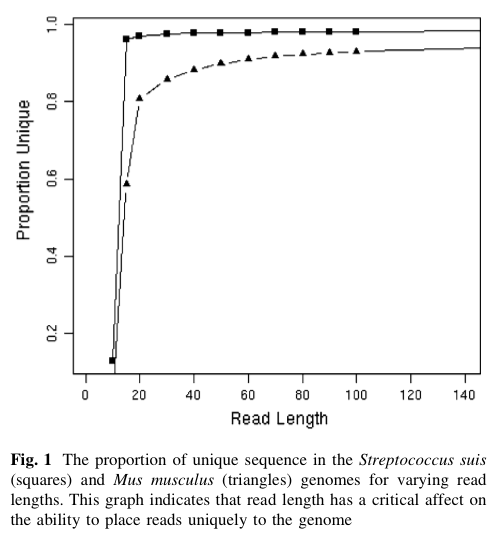 1.0
0.8
0.6
0.4
0.2
Proportion Unique
0 20 40 60 80 100 120 140
Read Length
Fig. 1 The proportion of unique sequence in the Streptococcus suis
(squares) and Mus musculus (triangles) genomes for varying read
lengths. This graph indicates that read length has a critical affect on
the ability to place reads uniquely to the genome